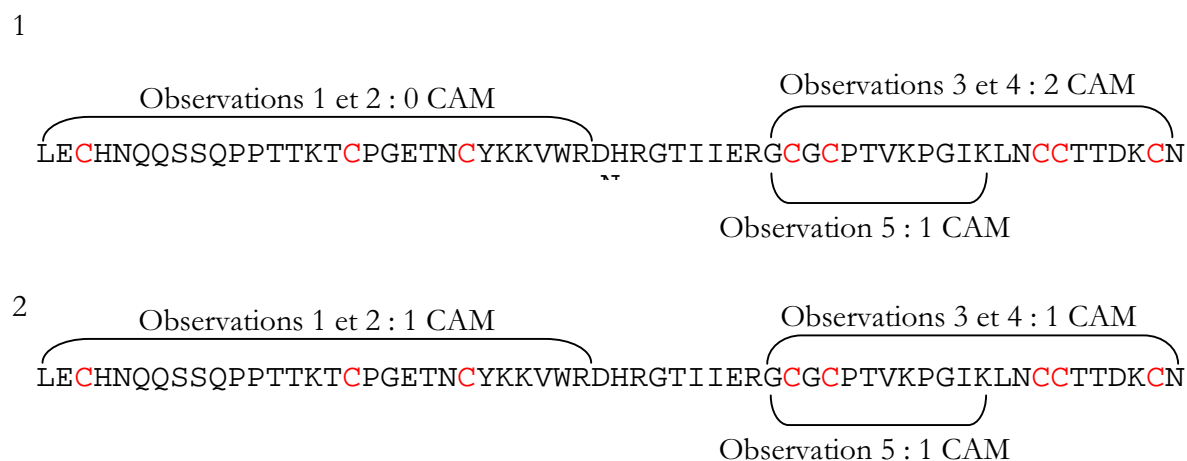 1
Observations 1 et 2 : 0 CAM
Observations 3 et 4 : 2 CAM
LECHNQQSSQPPTTKTCPGETNCYKKVWRDHRGTIIERGCGCPTVKPGIKLNCCTTDKCN
Observation 5 : 1 CAM
2
Observations 1 et 2 : 1 CAM
Observations 3 et 4 : 1 CAM
LECHNQQSSQPPTTKTCPGETNCYKKVWRDHRGTIIERGCGCPTVKPGIKLNCCTTDKCN
Observation 5 : 1 CAM